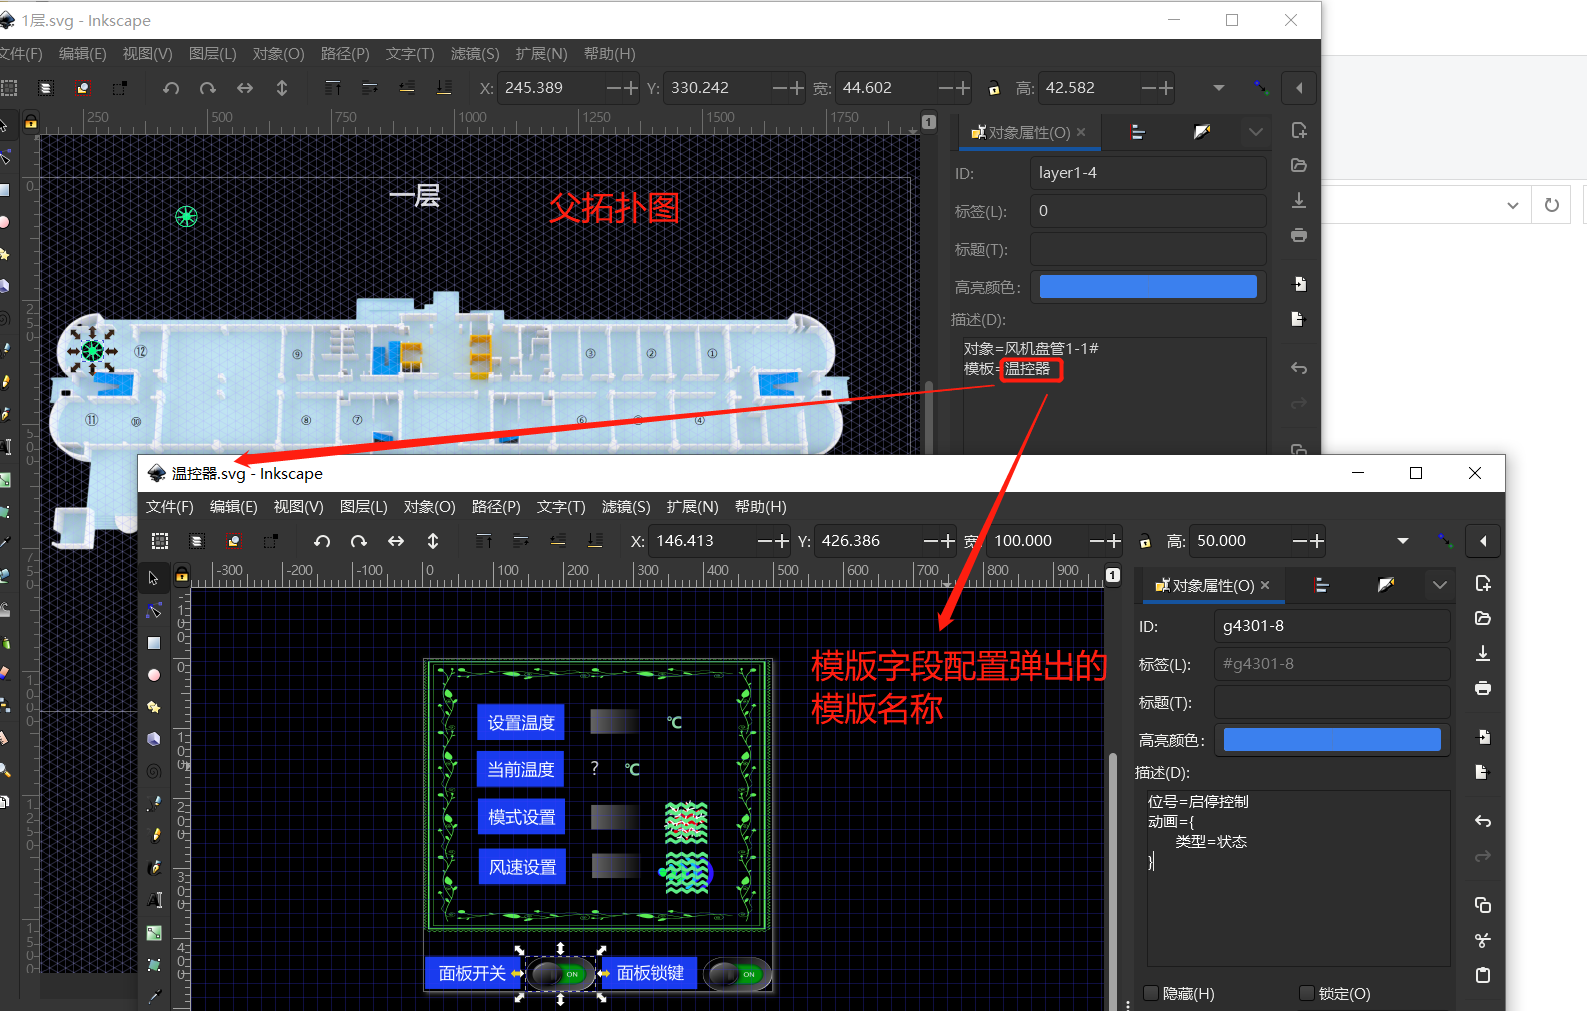 1层.svg - Inkscape
文件(F) 编辑(E) 视图(V) 图层(L) 对象(O) 路径(P) 文字(T) 滤镜(S) 扩展(N) 帮助(H)
X: 245.389 Y: 330.242 宽: 44.602 高: 42.582
250 500 750 1000 1250 1500 1750
1
对象属性(O)
ID: layer1-4
标签(L): 0
标题(T):
高亮颜色:
描述(D):
对象=风机盘管1-1#
模板=温控器
一层
父拓扑图
⑫ ⑨ ③ ② ①
⑪ ⑩ ⑧ ⑦ ⑥ ④
温控器.svg - Inkscape
文件(F) 编辑(E) 视图(V) 图层(L) 对象(O) 路径(P) 文字(T) 滤镜(S) 扩展(N) 帮助(H)
X: 146.413 Y: 426.386 宽: 100.000 高: 50.000
-300 -200 -100 0 100 200 300 400 500 600 700 800 900
1
对象属性(O)
ID: g4301-8
标签(L): #g4301-8
标题(T):
高亮颜色:
描述(D):
位号=启停控制
动画={
类型=状态
}
隐藏(H) 锁定(O)
模版字段配置弹出的
模版名称
设置温度 ℃
当前温度 ? ℃
模式设置
风速设置
面板开关 ON 面板锁键 ON